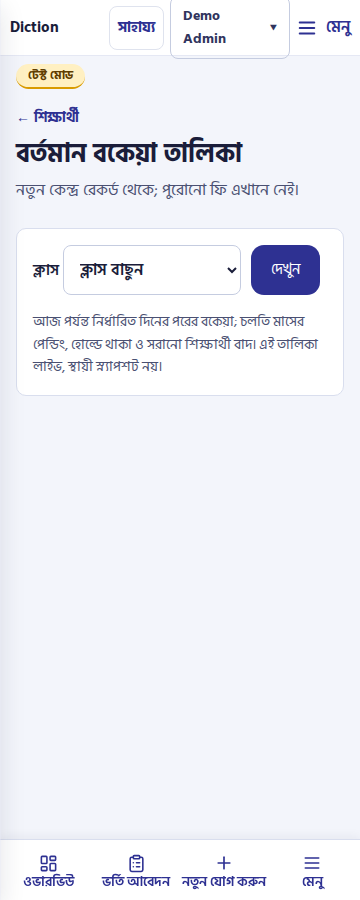 Diction
সাহায্য
Demo
Admin
মেনু
টেস্ট মোড
← শিক্ষার্থী
বর্তমান বকেয়া তালিকা
নতুন কেন্দ্র রেকর্ড থেকে; পুরোনো ফি এখানে নেই।
ক্লাস
ক্লাস বাছুন
দেখুন
আজ পর্যন্ত নির্ধারিত দিনের পরের বকেয়া; চলতি মাসের
পেন্ডিং, হোল্ডে থাকা ও সরানো শিক্ষার্থী বাদ। এই তালিকা
লাইভ, স্থায়ী স্ন্যাপশট নয়।
ওভারভিউ
ভর্তি আবেদন
নতুন যোগ করুন
মেনু